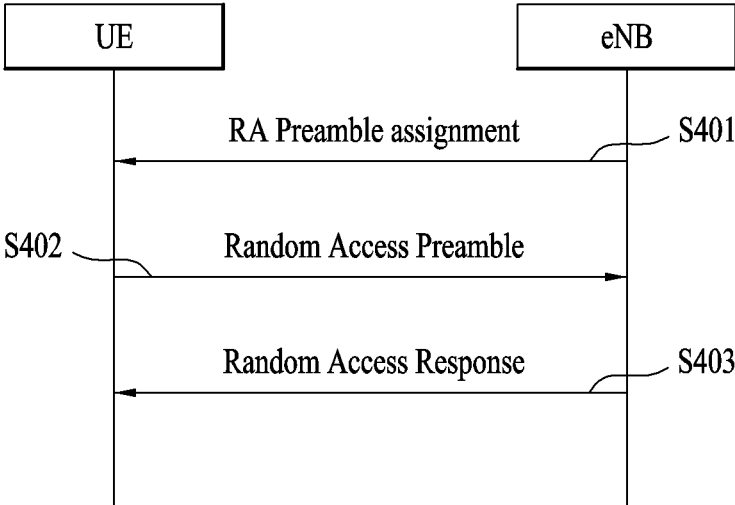 UE
eNB
RA Preamble assignment
S401
S402
Random Access Preamble
Random Access Response
S403